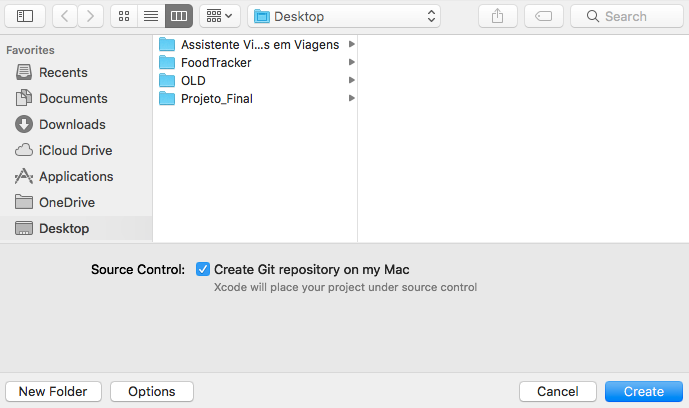 Desktop
Search
Favorites
Recents
Documents
Downloads
iCloud Drive
Applications
OneDrive
Desktop
Assistente Vi...s em Viagens
FoodTracker
OLD
Projeto_Final
Source Control: Create Git repository on my Mac
Xcode will place your project under source control
New Folder Options Cancel Create